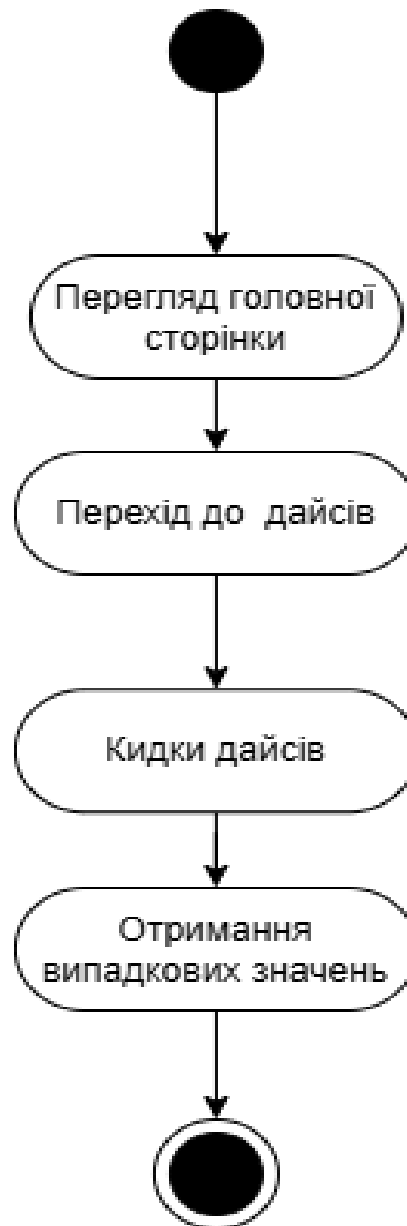 Перегляд головної
сторінки
Перехід до дайсів
Кидки дайсів
Отримання
випадкових значень